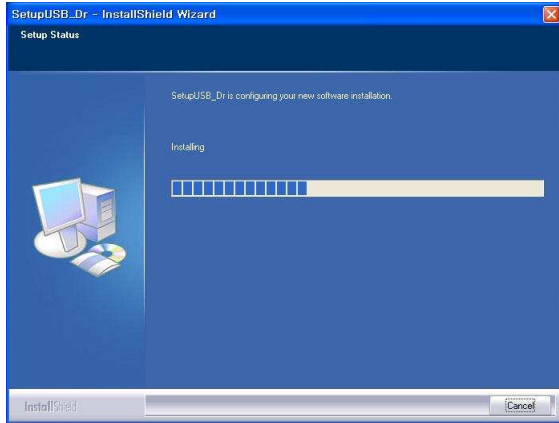 SetupUSB_Dr - InstallShield Wizard
Setup Status
SetupUSB_Dr is configuring your new software installation.
Installing
InstallShield
Cancel